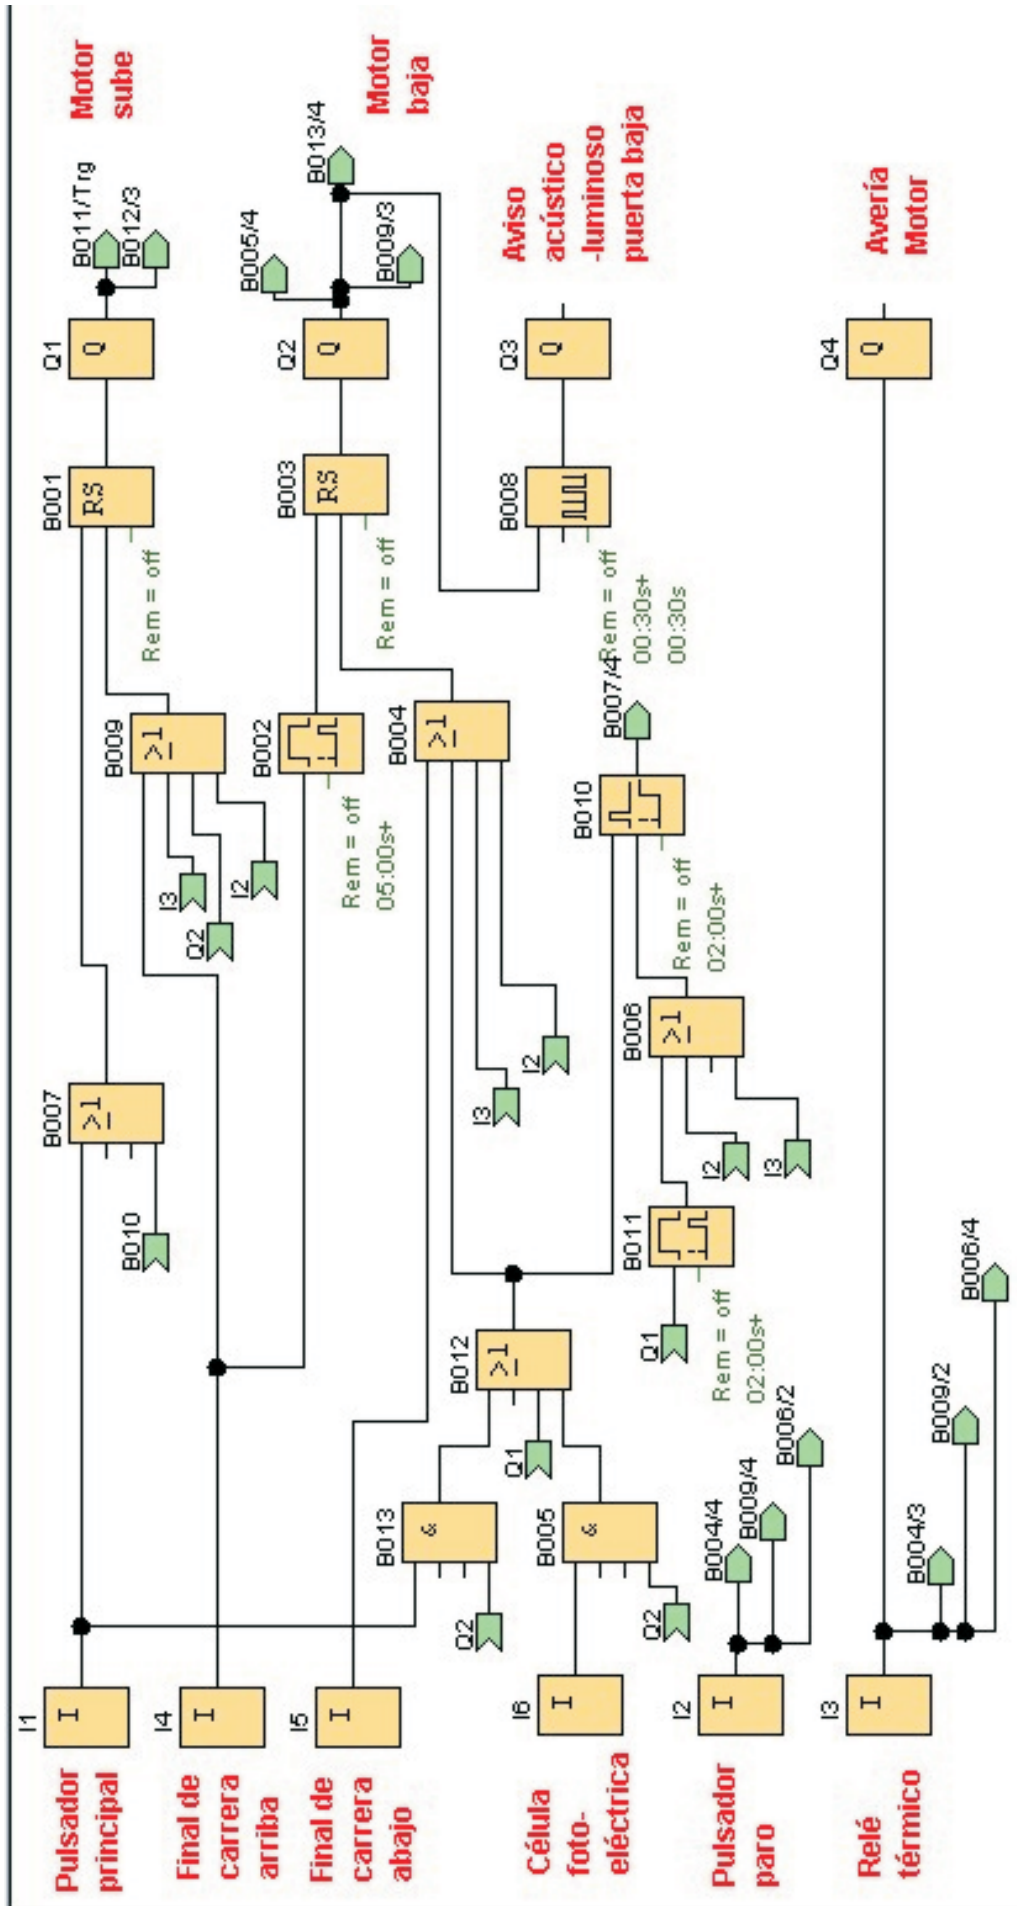 I1
I
Pulsador
principal
I4
I
Final de
carrera
arriba
I5
I
Final de
carrera
abajo
I6
I
Célula
foto-
eléctrica
I2
I
Pulsador
paro
I3
I
Relé
térmico
B007
≥1
B010
B013
&
Q2
B005
&
Q2
B012
≥1
Q1
B004/4
B009/4
B006/2
B004/3
B009/2
B006/4
B011
Q1
Rem = off
02:00s+
B006
≥1
I2
I3
B010
Rem = off
02:00s+
B007/4
B009
≥1
I3
Q2
I2
B002
Rem = off
05:00s+
B004
≥1
I3
I2
B001
RS
Rem = off
B003
RS
Rem = off
B008
Rem = off
00:30s+
00:30s
Q1
Q
B011/Trg
B012/3
Motor
sube
Q2
Q
B005/4
B009/3
B013/4
Motor
baja
Q3
Q
Aviso
acústico
-luminoso
puerta baja
Q4
Q
Avería
Motor